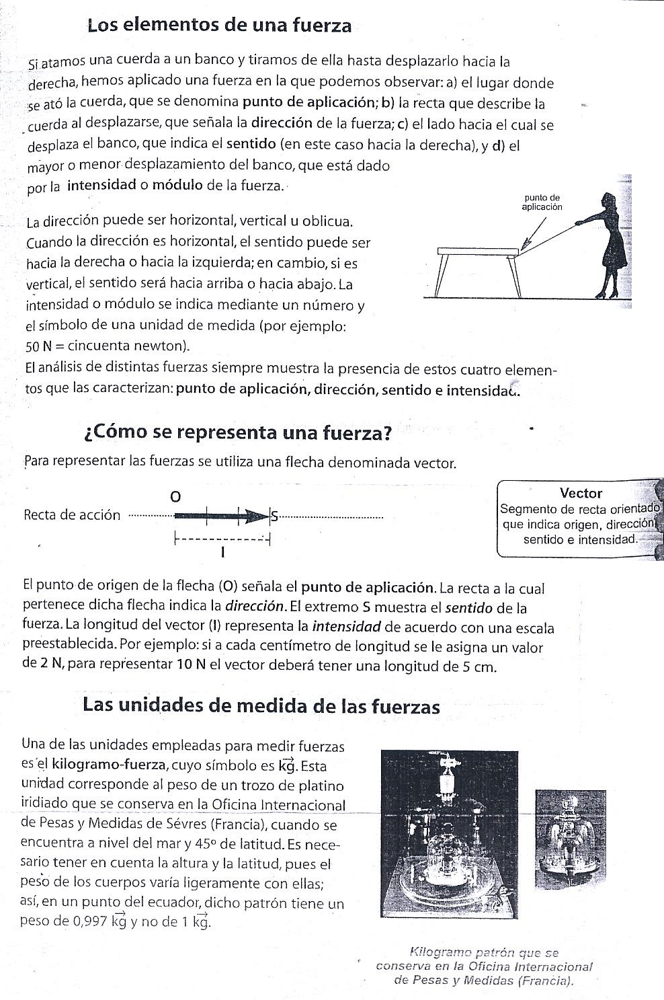 Los elementos de una fuerza
Si atamos una cuerda a un banco y tiramos de ella hasta desplazarlo hacia la
derecha, hemos aplicado una fuerza en la que podemos observar: a) el lugar donde
se ató la cuerda, que se denomina punto de aplicación; b) la recta que describe la
cuerda al desplazarse, que señala la dirección de la fuerza; c) el lado hacia el cual se
desplaza el banco, que indica el sentido (en este caso hacia la derecha), y d) el
mayor o menor desplazamiento del banco, que está dado
por la intensidad o módulo de la fuerza.
punto de
aplicación
La dirección puede ser horizontal, vertical u oblicua.
Cuando la dirección es horizontal, el sentido puede ser
hacia la derecha o hacia la izquierda; en cambio, si es
vertical, el sentido será hacia arriba o hacia abajo. La
intensidad o módulo se indica mediante un número y
el símbolo de una unidad de medida (por ejemplo:
50 N = cincuenta newton).
El análisis de distintas fuerzas siempre muestra la presencia de estos cuatro elemen-
tos que las caracterizan: punto de aplicación, dirección, sentido e intensidad.
¿Cómo se representa una fuerza?
Para representar las fuerzas se utiliza una flecha denominada vector.
O
Recta de acción
S
I
Vector
Segmento de recta orientado
que indica origen, dirección
sentido e intensidad.
El punto de origen de la flecha (O) señala el punto de aplicación. La recta a la cual
pertenece dicha flecha indica la dirección. El extremo S muestra el sentido de la
fuerza. La longitud del vector (I) representa la intensidad de acuerdo con una escala
preestablecida. Por ejemplo: si a cada centímetro de longitud se le asigna un valor
de 2 N, para representar 10 N el vector deberá tener una longitud de 5 cm.
Las unidades de medida de las fuerzas
Una de las unidades empleadas para medir fuerzas
es el kilogramo-fuerza, cuyo símbolo es k͞g⃗. Esta
unidad corresponde al peso de un trozo de platino
iridiado que se conserva en la Oficina Internacional
de Pesas y Medidas de Sévres (Francia), cuando se
encuentra a nivel del mar y 45º de latitud. Es nece-
sario tener en cuenta la altura y la latitud, pues el
peso de los cuerpos varía ligeramente con ellas;
así, en un punto del ecuador, dicho patrón tiene un
peso de 0,997 k͞g⃗ y no de 1 k͞g⃗.
Kilogramo patrón que se
conserva en la Oficina Internacional
de Pesas y Medidas (Francia).